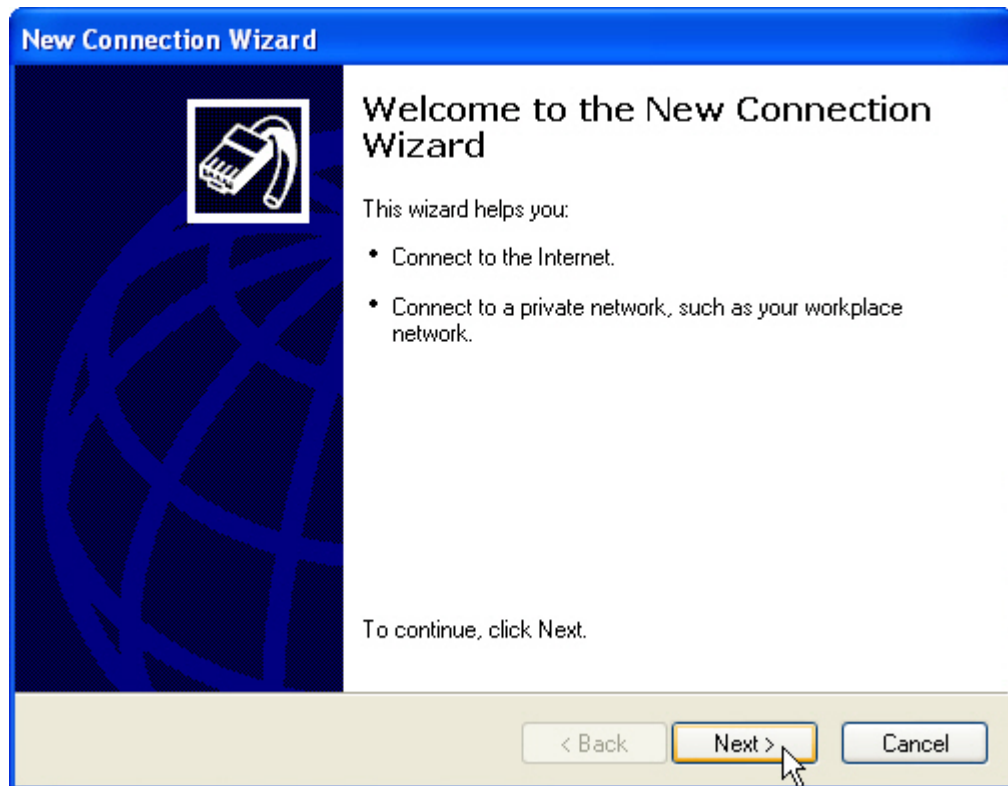 New Connection Wizard
Welcome to the New Connection
Wizard
This wizard helps you:
• Connect to the Internet.
• Connect to a private network, such as your workplace
network.
To continue, click Next.
< Back
Next >
Cancel